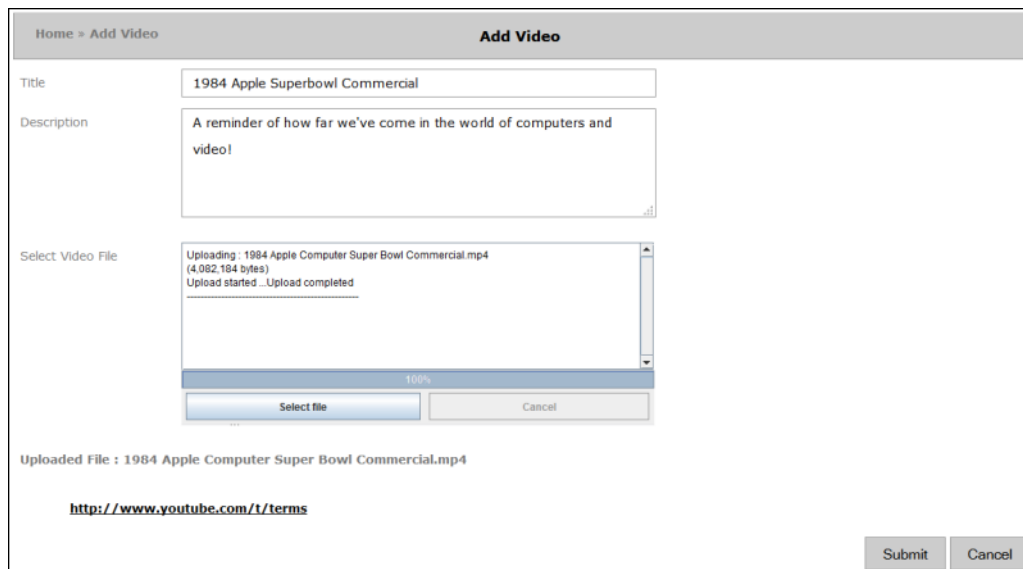 Home » Add Video
Add Video
Title
1984 Apple Superbowl Commercial
Description
A reminder of how far we've come in the world of computers and
video!
Select Video File
Uploading : 1984 Apple Computer Super Bowl Commercial.mp4
(4,082,184 bytes)
Upload started ...Upload completed
--------------------------------------------------------
100%
Select file
Cancel
Uploaded File : 1984 Apple Computer Super Bowl Commercial.mp4
http://www.youtube.com/t/terms
Submit
Cancel